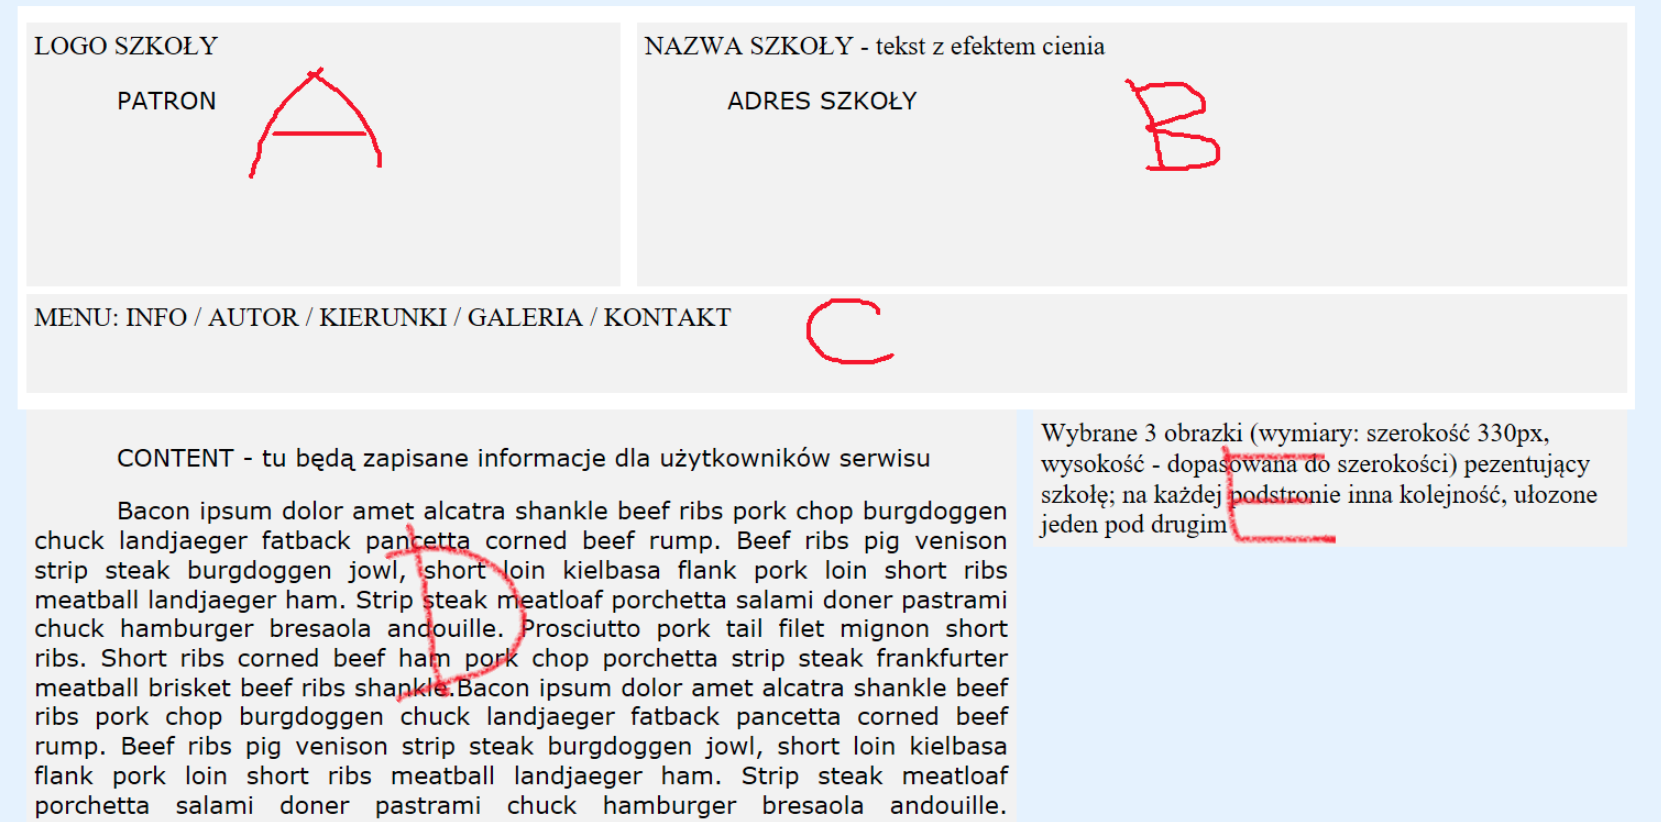 LOGO SZKOŁY
PATRON
A
NAZWA SZKOŁY - tekst z efektem cienia
ADRES SZKOŁY
B
MENU: INFO / AUTOR / KIERUNKI / GALERIA / KONTAKT
C
CONTENT - tu będą zapisane informacje dla użytkowników serwisu
Bacon ipsum dolor amet alcatra shankle beef ribs pork chop burgdoggen
chuck landjaeger fatback pancetta corned beef rump. Beef ribs pig venison
strip steak burgdoggen jowl, short loin kielbasa flank pork loin short ribs
meatball landjaeger ham. Strip steak meatloaf porchetta salami doner pastrami
chuck hamburger bresaola andouille. Prosciutto pork tail filet mignon short
ribs. Short ribs corned beef ham pork chop porchetta strip steak frankfurter
meatball brisket beef ribs shankle.Bacon ipsum dolor amet alcatra shankle beef
ribs pork chop burgdoggen chuck landjaeger fatback pancetta corned beef
rump. Beef ribs pig venison strip steak burgdoggen jowl, short loin kielbasa
flank pork loin short ribs meatball landjaeger ham. Strip steak meatloaf
porchetta salami doner pastrami chuck hamburger bresaola andouille.
D
Wybrane 3 obrazki (wymiary: szerokość 330px,
wysokość - dopasowana do szerokości) pezentujący
szkołę; na każdej podstronie inna kolejność, ułozone
jeden pod drugim
E